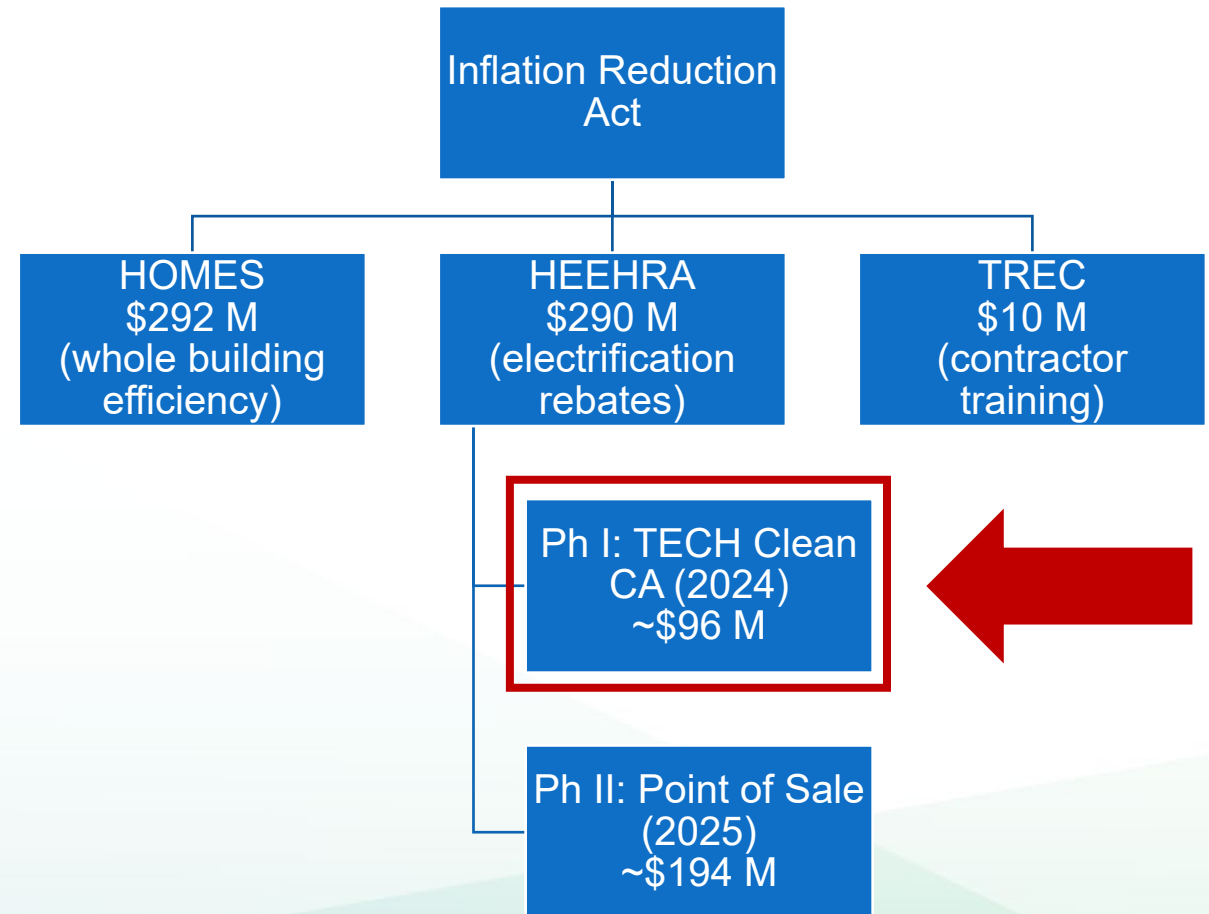 Inflation Reduction
Act
HOMES
$292 M
(whole building
efficiency)
HEEHRA
$290 M
(electrification
rebates)
TREC
$10 M
(contractor
training)
Ph I: TECH Clean
CA (2024)
~$96 M
Ph II: Point of Sale
(2025)
~$194 M